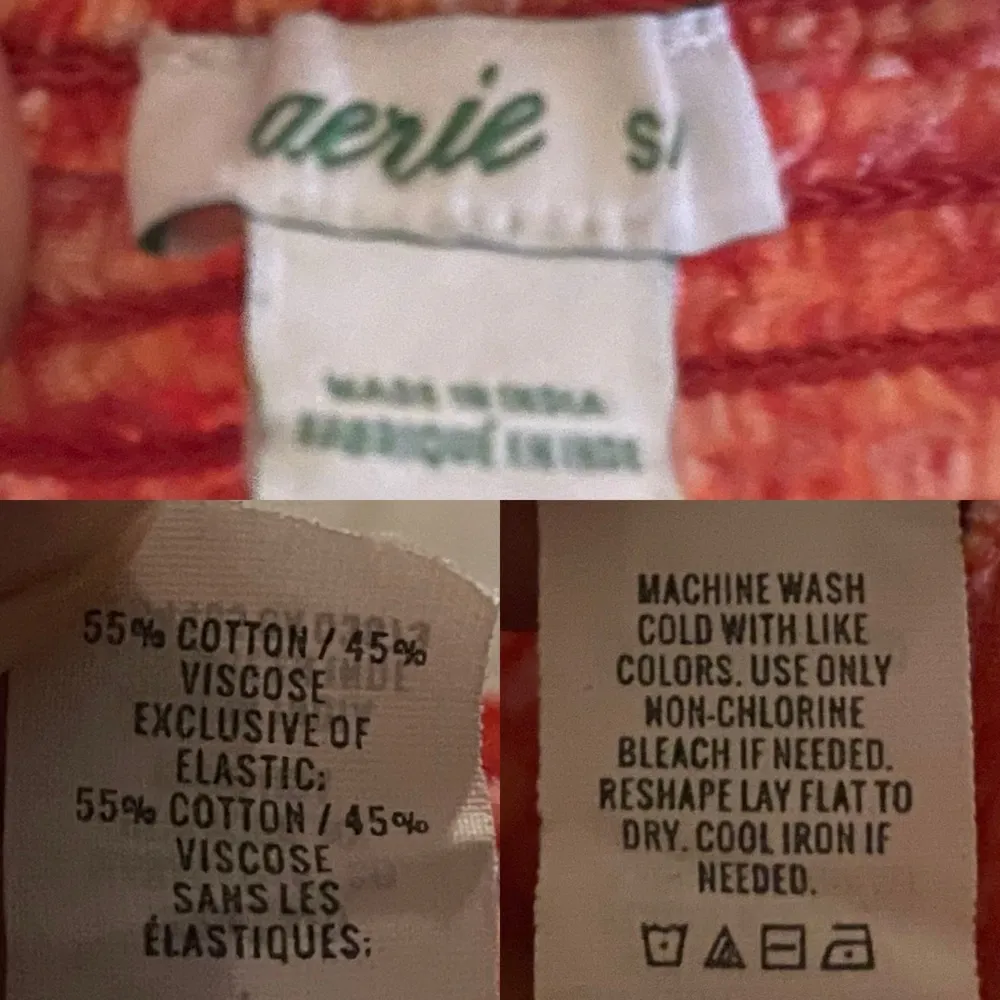 aerie S/
MADE IN INDIA
FABRIQUÉ EN INDE
55% COTTON / 45%
VISCOSE
EXCLUSIVE OF
ELASTIC;
55% COTTON / 45%
VISCOSE
SANS LES
ÉLASTIQUES;
MACHINE WASH
COLD WITH LIKE
COLORS. USE ONLY
NON-CHLORINE
BLEACH IF NEEDED.
RESHAPE LAY FLAT TO
DRY. COOL IRON IF
NEEDED.